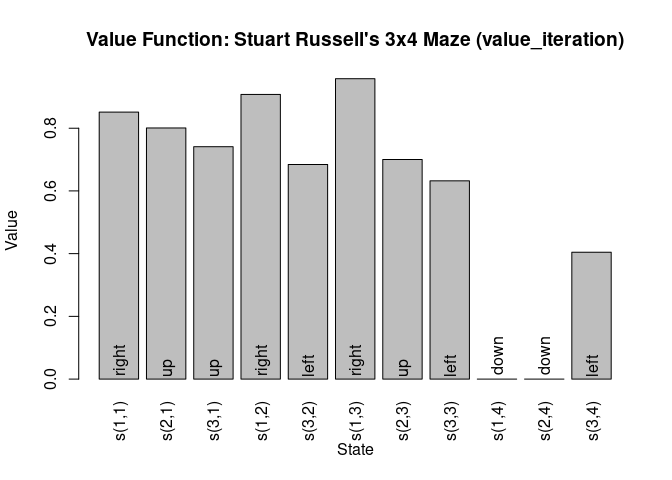 Value Function: Stuart Russell's 3x4 Maze (value_iteration)
Value
0.8
0.6
0.4
0.2
0.0
right
up
up
right
left
right
up
left
down
down
left
s(1,1)
s(2,1)
s(3,1)
s(1,2)
s(3,2)
s(1,3)
s(2,3)
s(3,3)
s(1,4)
s(2,4)
s(3,4)
State